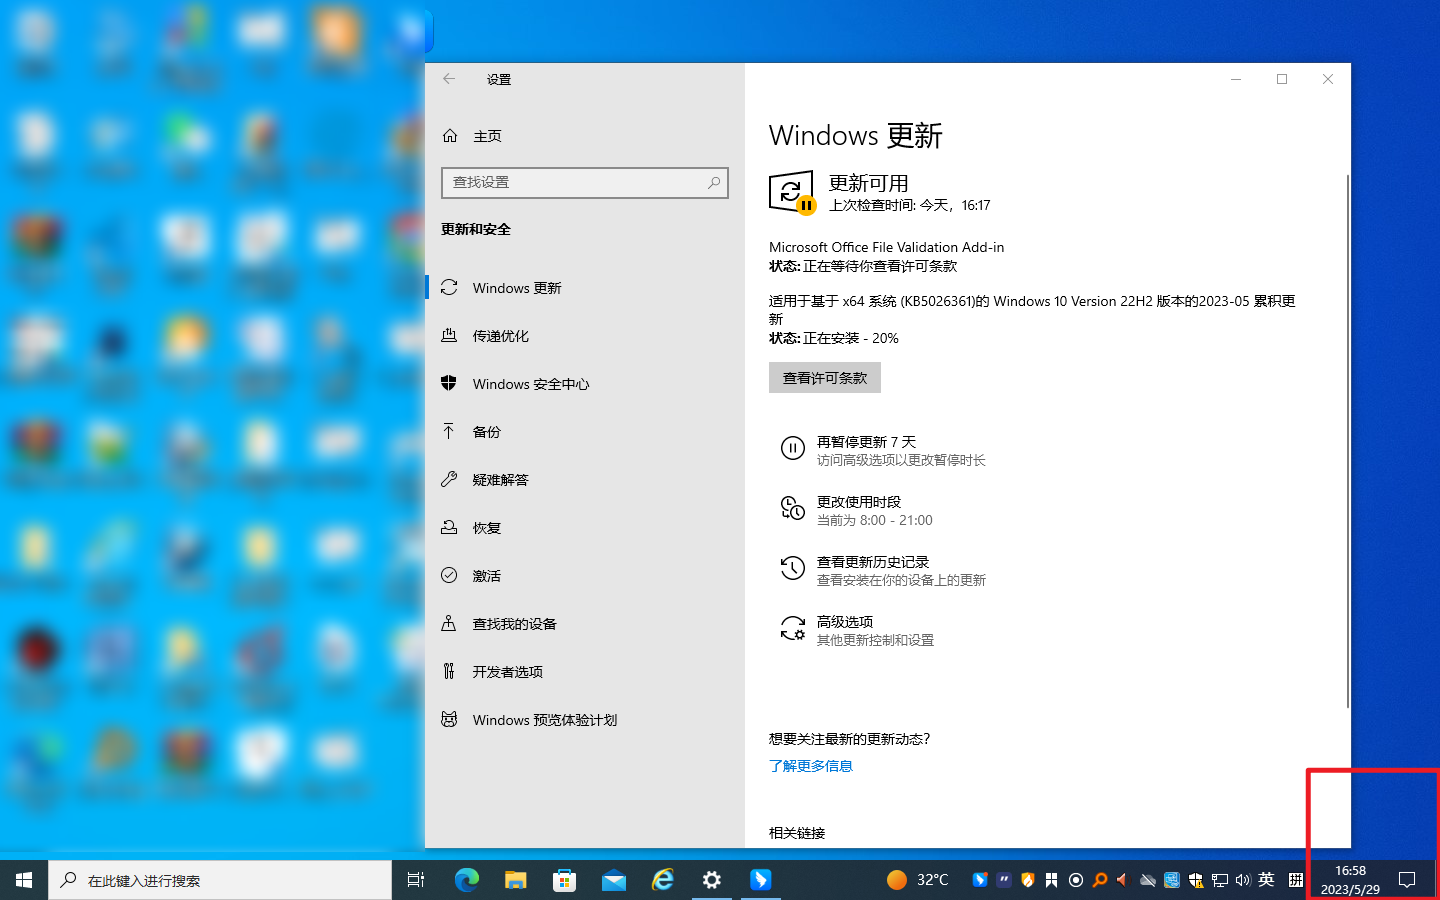 设置
主页
查找设置
更新和安全
Windows 更新
传递优化
Windows 安全中心
备份
疑难解答
恢复
激活
查找我的设备
开发者选项
Windows 预览体验计划
Windows 更新
更新可用
上次检查时间: 今天，16:17
Microsoft Office File Validation Add-in
状态: 正在等待你查看许可条款
适用于基于 x64 系统 (KB5026361)的 Windows 10 Version 22H2 版本的2023-05 累积更
新
状态: 正在安装 - 20%
查看许可条款
再暂停更新 7 天
访问高级选项以更改暂停时长
更改使用时段
当前为 8:00 - 21:00
查看更新历史记录
查看安装在你的设备上的更新
高级选项
其他更新控制和设置
想要关注最新的更新动态?
了解更多信息
相关链接
在此键入进行搜索
32°C
英
拼
16:58
2023/5/29